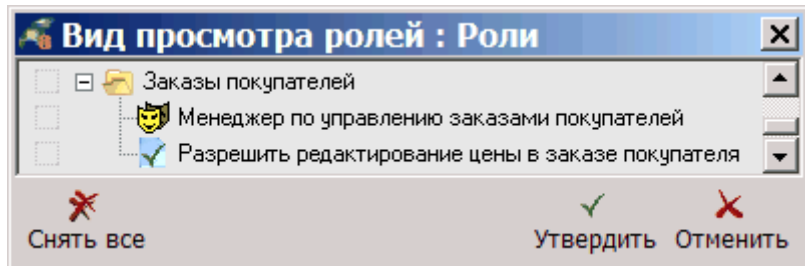 Вид просмотра ролей : Роли
Заказы покупателей
Менеджер по управлению заказами покупателей
Разрешить редактирование цены в заказе покупателя
Снять все
Утвердить Отменить